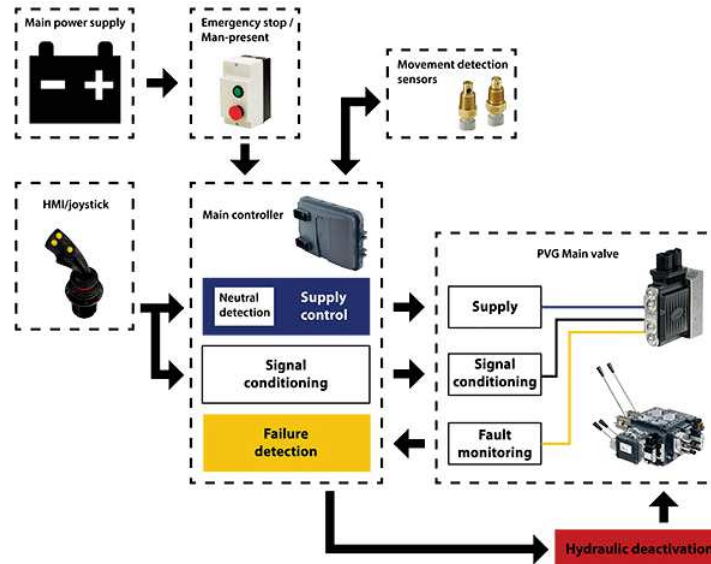 Main power supply
Emergency stop /
Man-present
Movement detection
sensors
HMI/joystick
Main controller
Neutral
detection
Supply
control
Signal
conditioning
Failure
detection
PVG Main valve
Supply
Signal
conditioning
Fault
monitoring
Hydraulic deactivation